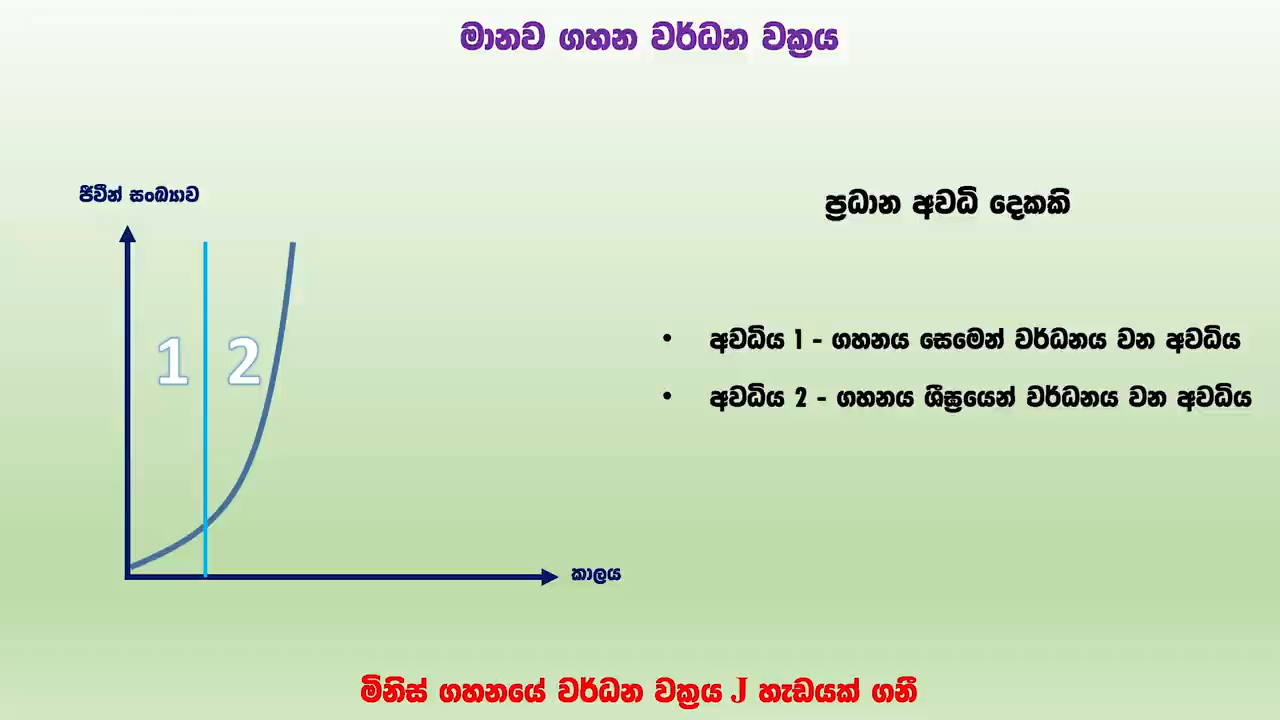 මානව ගහන වර්ධන වක්‍රය
ජීවීන් සංඛ්‍යාව
ප්‍රධාන අවධි දෙකකි
1 2
• අවධිය 1 - ගහනය සෙමෙන් වර්ධනය වන අවධිය
• අවධිය 2 - ගහනය ශීඝ්‍රයෙන් වර්ධනය වන අවධිය
කාලය
මිනිස් ගහනයේ වර්ධන වක්‍රය J හැඩයක් ගනී